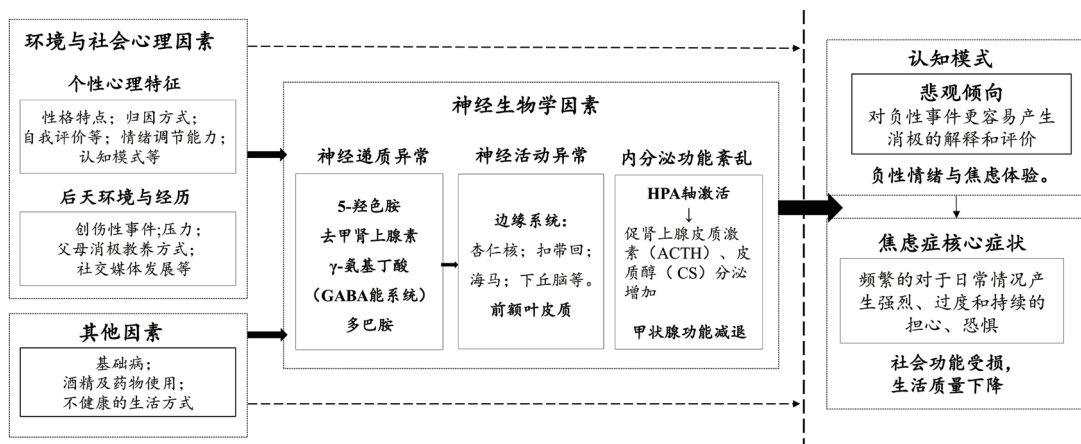 环境与社会心理因素
个性心理特征
性格特点；归因方式；
自我评价等；情绪调节能力；
认知模式等
后天环境与经历
创伤性事件;压力；
父母消极教养方式；
社交媒体发展等
其他因素
基础病；
酒精及药物使用；
不健康的生活方式
神经生物学因素
神经递质异常
5-羟色胺
去甲肾上腺素
γ-氨基丁酸
（GABA能系统）
多巴胺
神经活动异常
边缘系统：
杏仁核；扣带回；
海马；下丘脑等。
前额叶皮质
内分泌功能紊乱
HPA轴激活
↓
促肾上腺皮质激
素（ACTH）、皮
质醇（CS）分泌
增加
甲状腺功能减退
认知模式
悲观倾向
对负性事件更容易产生
消极的解释和评价
负性情绪与焦虑体验。
焦虑症核心症状
频繁的对于日常情况产
生强烈、过度和持续的
担心、恐惧
社会功能受损，
生活质量下降